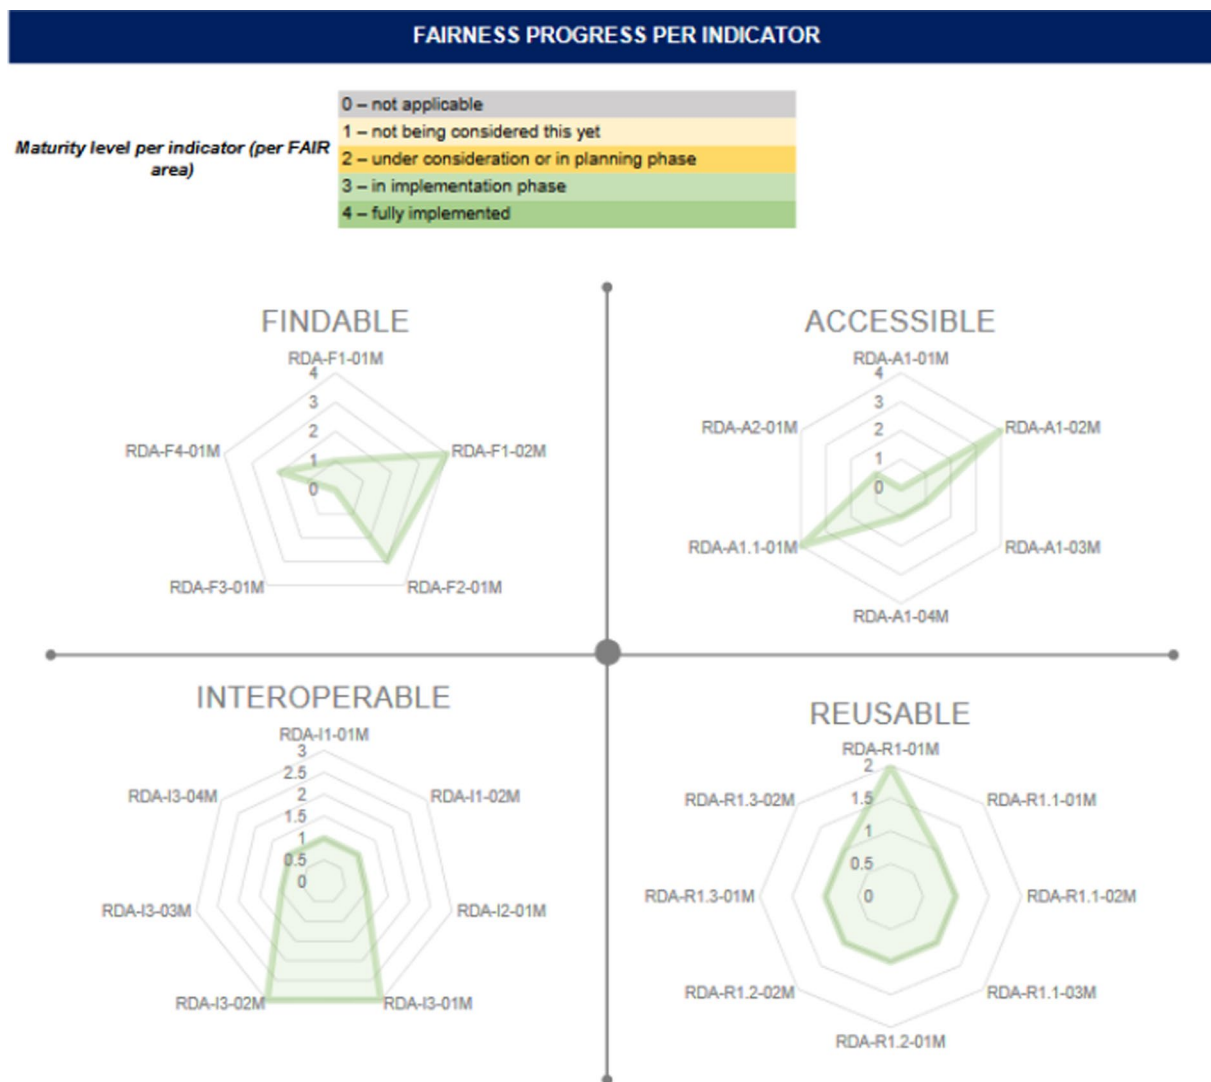 FAIRNESS PROGRESS PER INDICATOR
Maturity level per indicator (per FAIR
area)
0 – not applicable
1 – not being considered this yet
2 – under consideration or in planning phase
3 – in implementation phase
4 – fully implemented
FINDABLE
RDA-F1-01M
4
3
2
1
0
RDA-F1-02M
RDA-F2-01M
RDA-F3-01M
RDA-F4-01M
ACCESSIBLE
RDA-A1-01M
4
3
2
1
0
RDA-A1-02M
RDA-A1-03M
RDA-A1-04M
RDA-A1.1-01M
RDA-A2-01M
INTEROPERABLE
RDA-I1-01M
3
2.5
2
1.5
1
0.5
0
RDA-I1-02M
RDA-I2-01M
RDA-I3-01M
RDA-I3-02M
RDA-I3-03M
RDA-I3-04M
REUSABLE
RDA-R1-01M
2
1.5
1
0.5
0
RDA-R1.1-01M
RDA-R1.1-02M
RDA-R1.1-03M
RDA-R1.2-01M
RDA-R1.2-02M
RDA-R1.3-01M
RDA-R1.3-02M